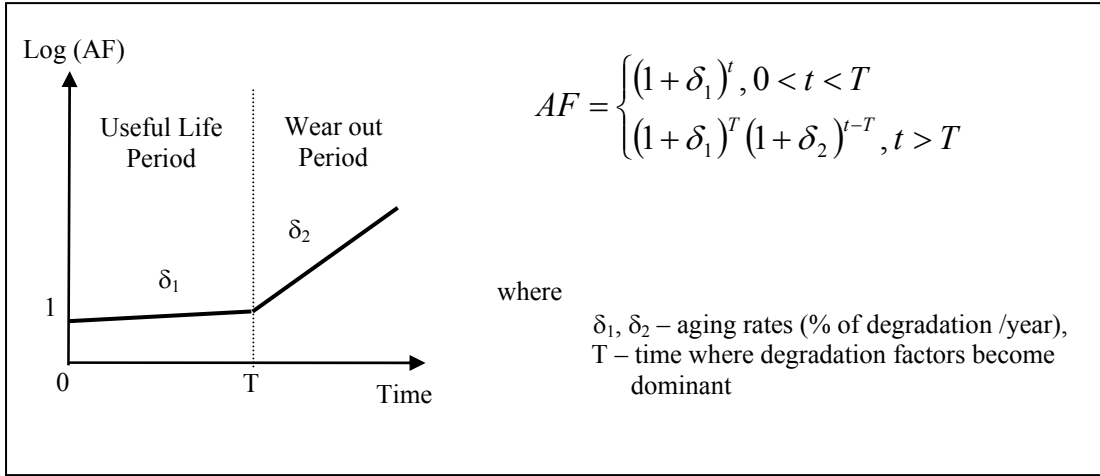 Log (AF)
Useful Life
Period
Wear out
Period
δ₂
δ₁
1
0
T
Time
AF = { (1 + δ₁)ᵗ , 0 < t < T
(1 + δ₁)ᵀ (1 + δ₂)ᵗ⁻ᵀ , t > T
where
δ₁, δ₂ – aging rates (% of degradation /year),
T – time where degradation factors become
dominant